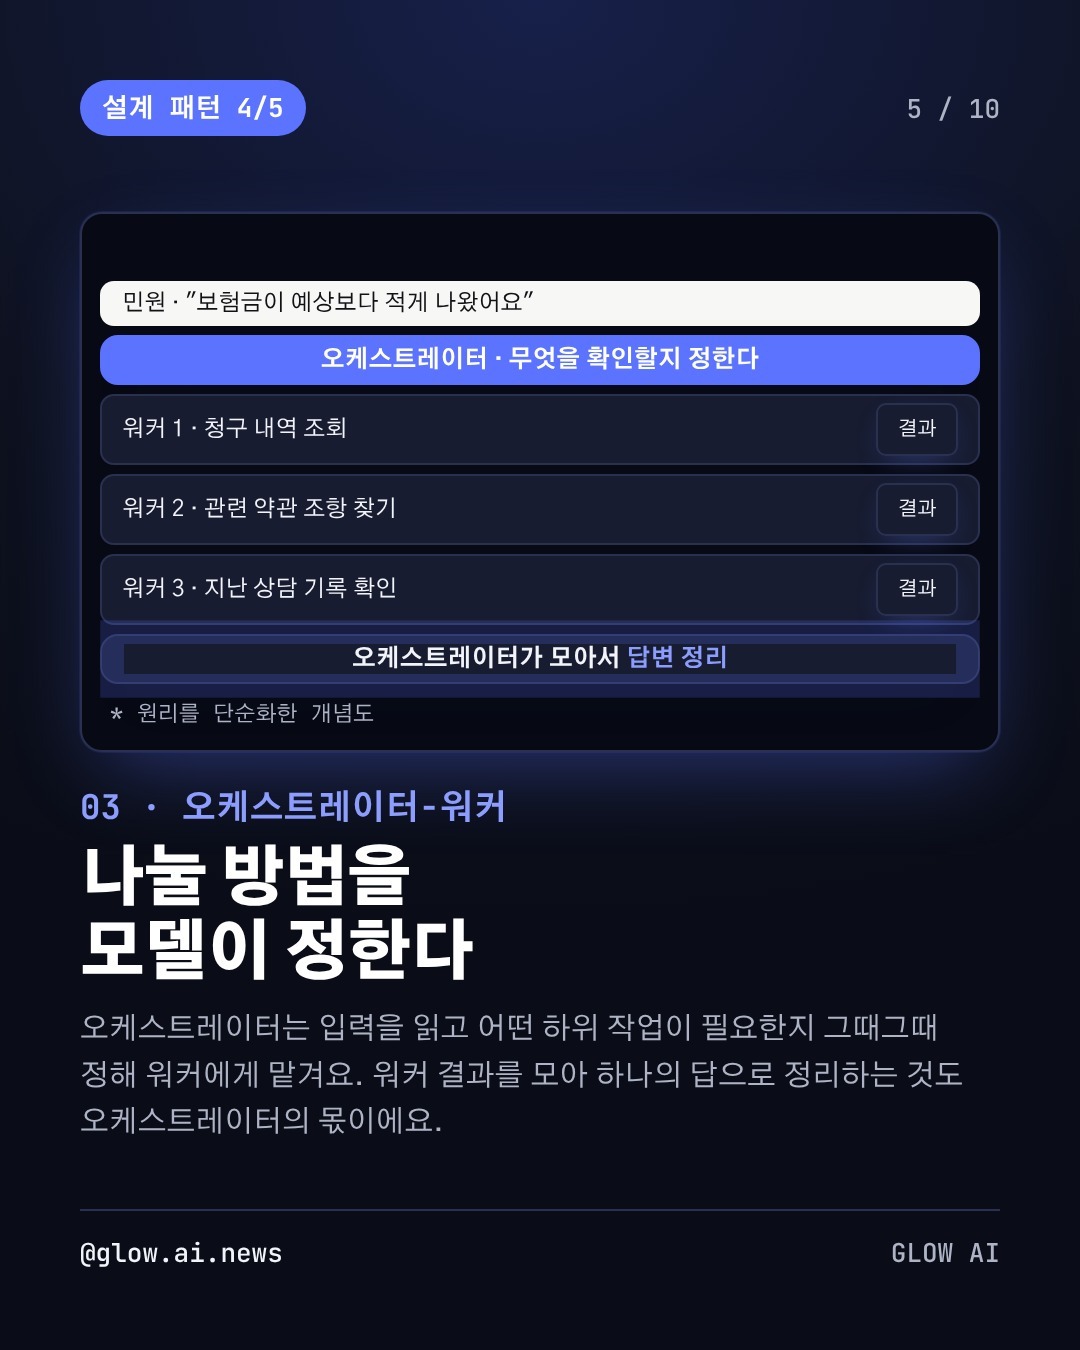 설계 패턴 4/5
5 / 10
민원 · "보험금이 예상보다 적게 나왔어요"
오케스트레이터 · 무엇을 확인할지 정한다
워커 1 · 청구 내역 조회
결과
워커 2 · 관련 약관 조항 찾기
결과
워커 3 · 지난 상담 기록 확인
결과
오케스트레이터가 모아서 답변 정리
* 원리를 단순화한 개념도
03 · 오케스트레이터-워커
나눌 방법을
모델이 정한다
오케스트레이터는 입력을 읽고 어떤 하위 작업이 필요한지 그때그때
정해 워커에게 맡겨요. 워커 결과를 모아 하나의 답으로 정리하는 것도
오케스트레이터의 몫이에요.
@glow.ai.news
GLOW AI